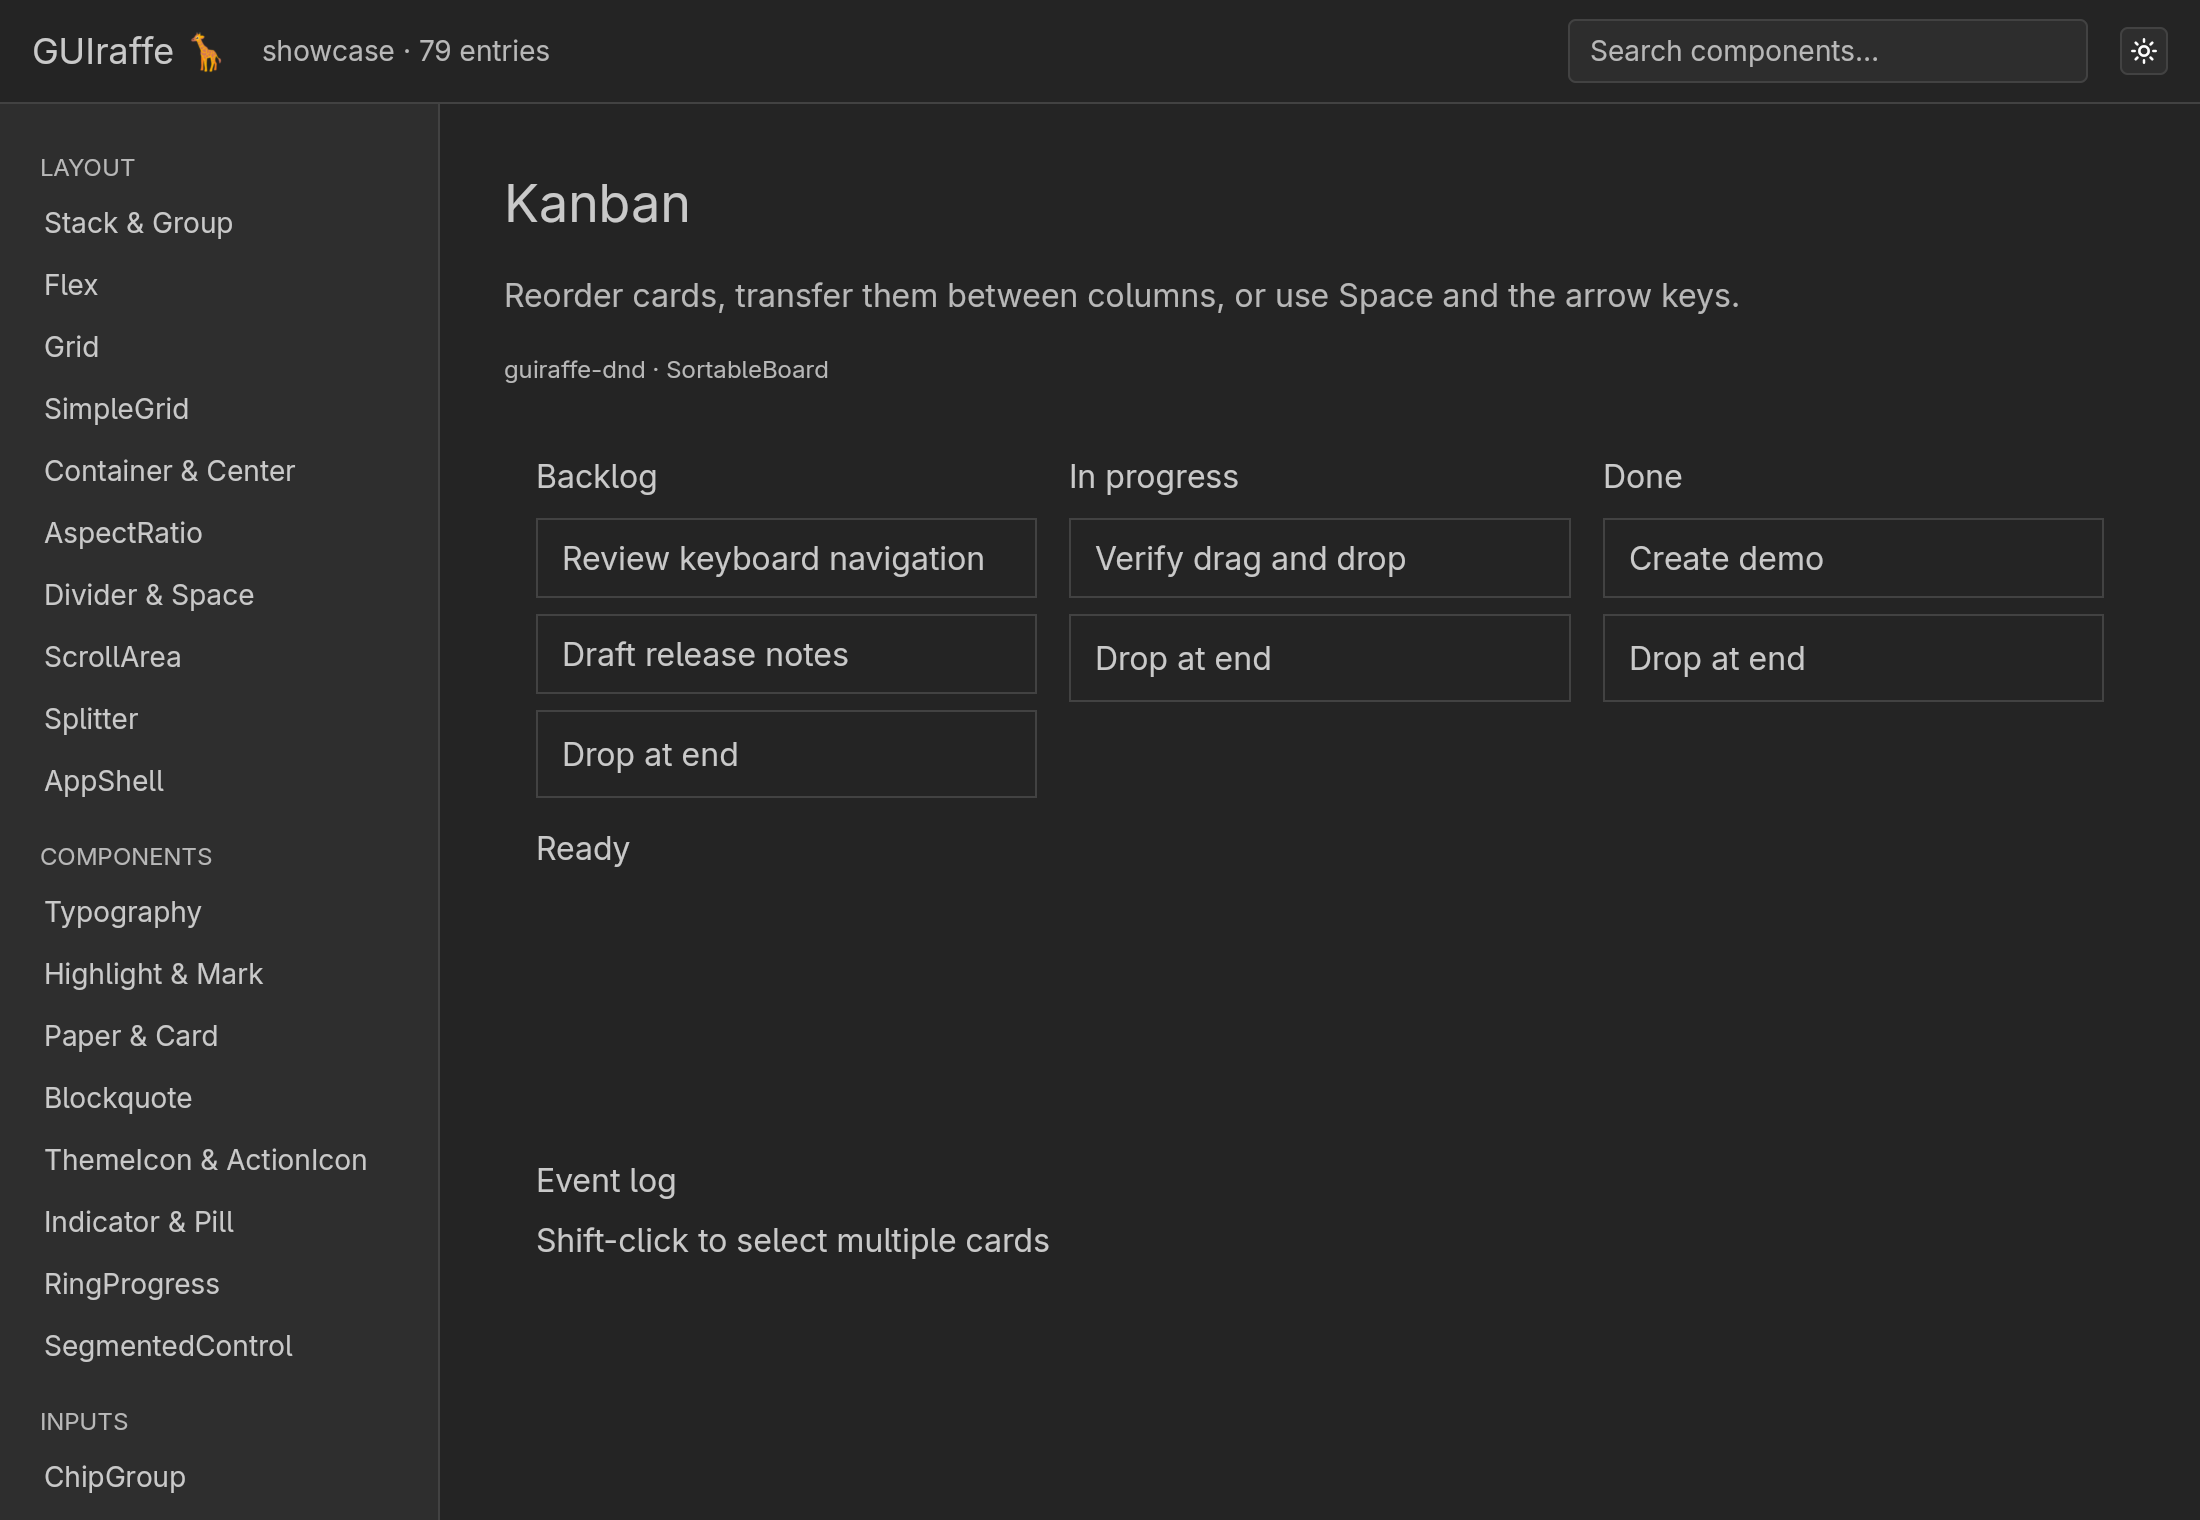 GUIraffe 🦒
showcase · 79 entries
Search components...
LAYOUT
Stack & Group
Flex
Grid
SimpleGrid
Container & Center
AspectRatio
Divider & Space
ScrollArea
Splitter
AppShell
COMPONENTS
Typography
Highlight & Mark
Paper & Card
Blockquote
ThemeIcon & ActionIcon
Indicator & Pill
RingProgress
SegmentedControl
INPUTS
ChipGroup
Kanban
Reorder cards, transfer them between columns, or use Space and the arrow keys.
guiraffe-dnd · SortableBoard
Backlog
Review keyboard navigation
Draft release notes
Drop at end
In progress
Verify drag and drop
Drop at end
Done
Create demo
Drop at end
Ready
Event log
Shift-click to select multiple cards